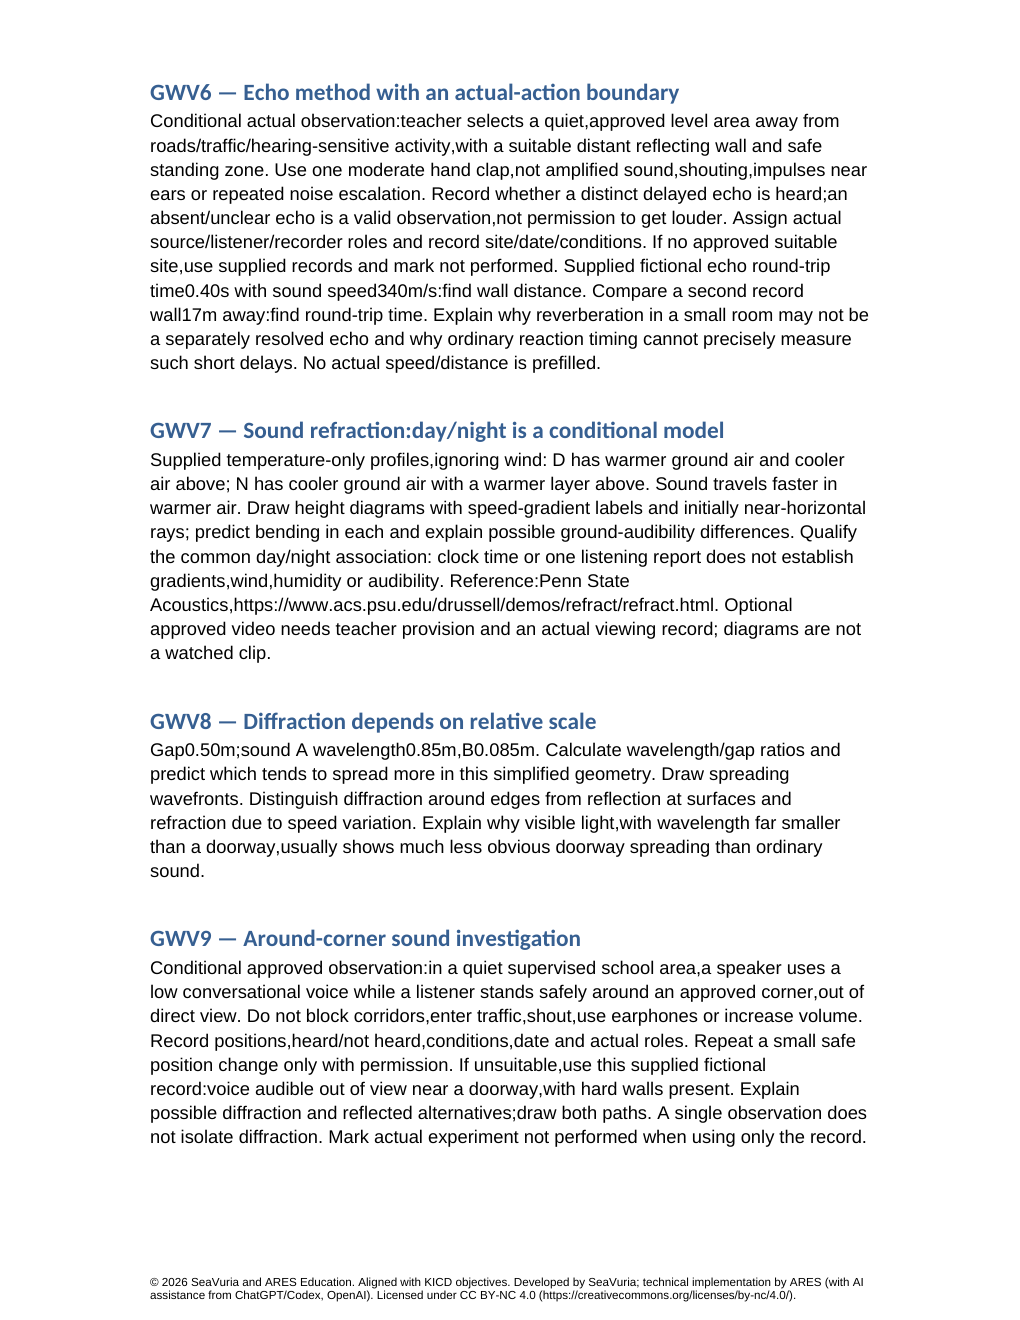 GWV6 — Echo method with an actual-action boundary
Conditional actual observation:teacher selects a quiet,approved level area away from
roads/traffic/hearing-sensitive activity,with a suitable distant reflecting wall and safe
standing zone. Use one moderate hand clap,not amplified sound,shouting,impulses near
ears or repeated noise escalation. Record whether a distinct delayed echo is heard;an
absent/unclear echo is a valid observation,not permission to get louder. Assign actual
source/listener/recorder roles and record site/date/conditions. If no approved suitable
site,use supplied records and mark not performed. Supplied fictional echo round-trip
time0.40s with sound speed340m/s:find wall distance. Compare a second record
wall17m away:find round-trip time. Explain why reverberation in a small room may not be
a separately resolved echo and why ordinary reaction timing cannot precisely measure
such short delays. No actual speed/distance is prefilled.
GWV7 — Sound refraction:day/night is a conditional model
Supplied temperature-only profiles,ignoring wind: D has warmer ground air and cooler
air above; N has cooler ground air with a warmer layer above. Sound travels faster in
warmer air. Draw height diagrams with speed-gradient labels and initially near-horizontal
rays; predict bending in each and explain possible ground-audibility differences. Qualify
the common day/night association: clock time or one listening report does not establish
gradients,wind,humidity or audibility. Reference:Penn State
Acoustics,https://www.acs.psu.edu/drussell/demos/refract/refract.html. Optional
approved video needs teacher provision and an actual viewing record; diagrams are not
a watched clip.
GWV8 — Diffraction depends on relative scale
Gap0.50m;sound A wavelength0.85m,B0.085m. Calculate wavelength/gap ratios and
predict which tends to spread more in this simplified geometry. Draw spreading
wavefronts. Distinguish diffraction around edges from reflection at surfaces and
refraction due to speed variation. Explain why visible light,with wavelength far smaller
than a doorway,usually shows much less obvious doorway spreading than ordinary
sound.
GWV9 — Around-corner sound investigation
Conditional approved observation:in a quiet supervised school area,a speaker uses a
low conversational voice while a listener stands safely around an approved corner,out of
direct view. Do not block corridors,enter traffic,shout,use earphones or increase volume.
Record positions,heard/not heard,conditions,date and actual roles. Repeat a small safe
position change only with permission. If unsuitable,use this supplied fictional
record:voice audible out of view near a doorway,with hard walls present. Explain
possible diffraction and reflected alternatives;draw both paths. A single observation does
not isolate diffraction. Mark actual experiment not performed when using only the record.
© 2026 SeaVuria and ARES Education. Aligned with KICD objectives. Developed by SeaVuria; technical implementation by ARES (with AI
assistance from ChatGPT/Codex, OpenAI). Licensed under CC BY-NC 4.0 (https://creativecommons.org/licenses/by-nc/4.0/).